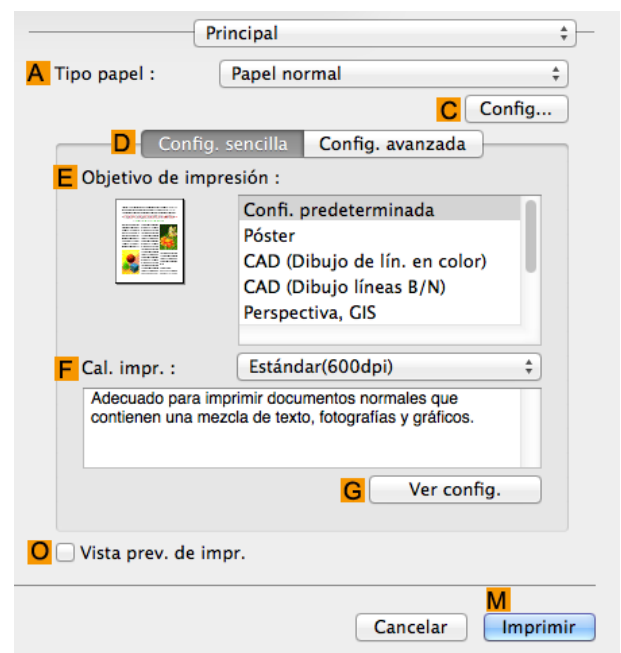 Principal
A Tipo papel : Papel normal
C Config...
D Config. sencilla Config. avanzada
E Objetivo de impresión :
Confi. predeterminada
Póster
CAD (Dibujo de lín. en color)
CAD (Dibujo líneas B/N)
Perspectiva, GIS
F Cal. impr. : Estándar(600dpi)
Adecuado para imprimir documentos normales que
contienen una mezcla de texto, fotografías y gráficos.
G Ver config.
O Vista prev. de impr.
M
Cancelar Imprimir